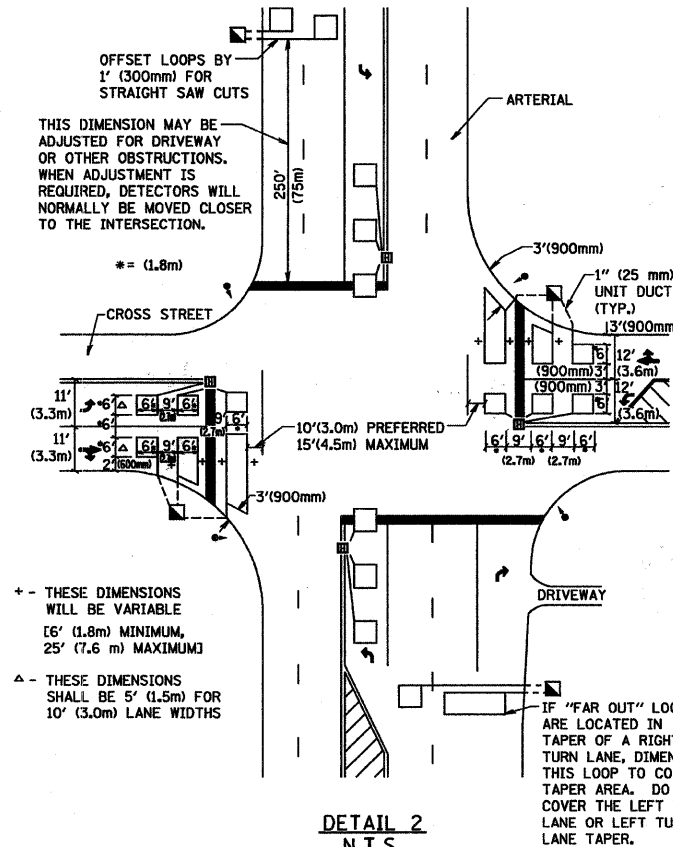 OFFSET LOOPS BY
1' (300mm) FOR
STRAIGHT SAW CUTS
ARTERIAL
THIS DIMENSION MAY BE
ADJUSTED FOR DRIVEWAY
OR OTHER OBSTRUCTIONS.
WHEN ADJUSTMENT IS
REQUIRED, DETECTORS WILL
NORMALLY BE MOVED CLOSER
TO THE INTERSECTION.
250'
(75m)
*= (1.8m)
3'(900mm)
1" (25 mm)
UNIT DUCT
(TYP.)
CROSS STREET
3'(900mm
6'
12'
(3.6m)
(900mm) 3'
(900mm) 3'
12'
(3.6m)
6'
11'
(3.3m)
*6' △ 6' 9' 6'
*6'
9' 6'
(2.7m)
11'
(3.3m)
*6' △ 6' 9' 6'
2' (600mm)
10'(3.0m) PREFERRED
15'(4.5m) MAXIMUM
6' 9' 6' 9' 6'
(2.7m) (2.7m)
3'(900mm)
+ - THESE DIMENSIONS
WILL BE VARIABLE
[6' (1.8m) MINIMUM,
25' (7.6 m) MAXIMUM]
DRIVEWAY
△ - THESE DIMENSIONS
SHALL BE 5' (1.5m) FOR
10' (3.0m) LANE WIDTHS
IF "FAR OUT" LOO
ARE LOCATED IN
TAPER OF A RIGHT
TURN LANE, DIMEN
THIS LOOP TO CO
TAPER AREA. DO
COVER THE LEFT
LANE OR LEFT TU
LANE TAPER.
DETAIL 2
N.T.S.